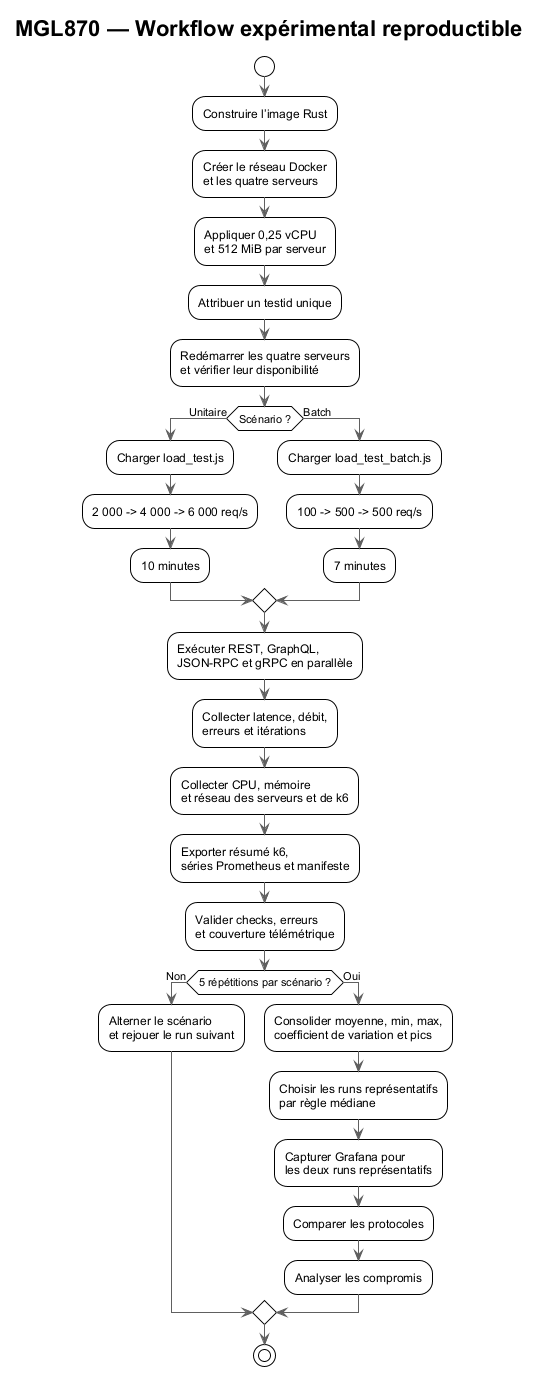 MGL870 — Workflow expérimental reproductible
Construire l'image Rust
Créer le réseau Docker
et les quatre serveurs
Appliquer 0,25 vCPU
et 512 MiB par serveur
Attribuer un testid unique
Redémarrer les quatre serveurs
et vérifier leur disponibilité
Unitaire
Scénario ?
Batch
Charger load_test.js
Charger load_test_batch.js
2 000 -> 4 000 -> 6 000 req/s
100 -> 500 -> 500 req/s
10 minutes
7 minutes
Exécuter REST, GraphQL,
JSON-RPC et gRPC en parallèle
Collecter latence, débit,
erreurs et itérations
Collecter CPU, mémoire
et réseau des serveurs et de k6
Exporter résumé k6,
séries Prometheus et manifeste
Valider checks, erreurs
et couverture télémétrique
Non
5 répétitions par scénario ?
Oui
Alterner le scénario
et rejouer le run suivant
Consolider moyenne, min, max,
coefficient de variation et pics
Choisir les runs représentatifs
par règle médiane
Capturer Grafana pour
les deux runs représentatifs
Comparer les protocoles
Analyser les compromis